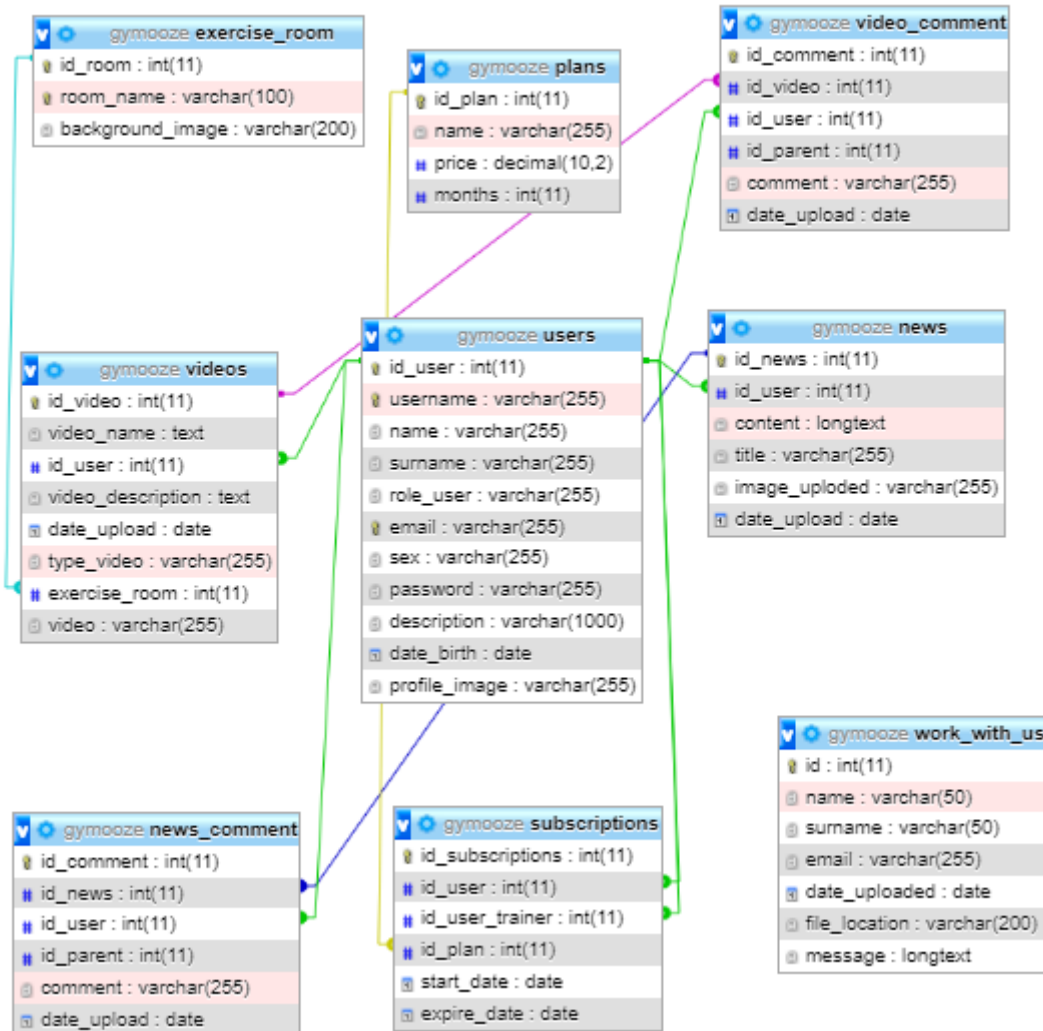 gymooze exercise_room
id_room : int(11)
room_name : varchar(100)
background_image : varchar(200)
gymooze plans
id_plan : int(11)
name : varchar(255)
price : decimal(10,2)
months : int(11)
gymooze video_comment
id_comment : int(11)
id_video : int(11)
id_user : int(11)
id_parent : int(11)
comment : varchar(255)
date_upload : date
gymooze videos
id_video : int(11)
video_name : text
id_user : int(11)
video_description : text
date_upload : date
type_video : varchar(255)
exercise_room : int(11)
video : varchar(255)
gymooze users
id_user : int(11)
username : varchar(255)
name : varchar(255)
surname : varchar(255)
role_user : varchar(255)
email : varchar(255)
sex : varchar(255)
password : varchar(255)
description : varchar(1000)
date_birth : date
profile_image : varchar(255)
gymooze news
id_news : int(11)
id_user : int(11)
content : longtext
title : varchar(255)
image_uploded : varchar(255)
date_upload : date
gymooze news_comment
id_comment : int(11)
id_news : int(11)
id_user : int(11)
id_parent : int(11)
comment : varchar(255)
date_upload : date
gymooze subscriptions
id_subscriptions : int(11)
id_user : int(11)
id_user_trainer : int(11)
id_plan : int(11)
start_date : date
expire_date : date
gymooze work_with_us
id : int(11)
name : varchar(50)
surname : varchar(50)
email : varchar(255)
date_uploaded : date
file_location : varchar(200)
message : longtext